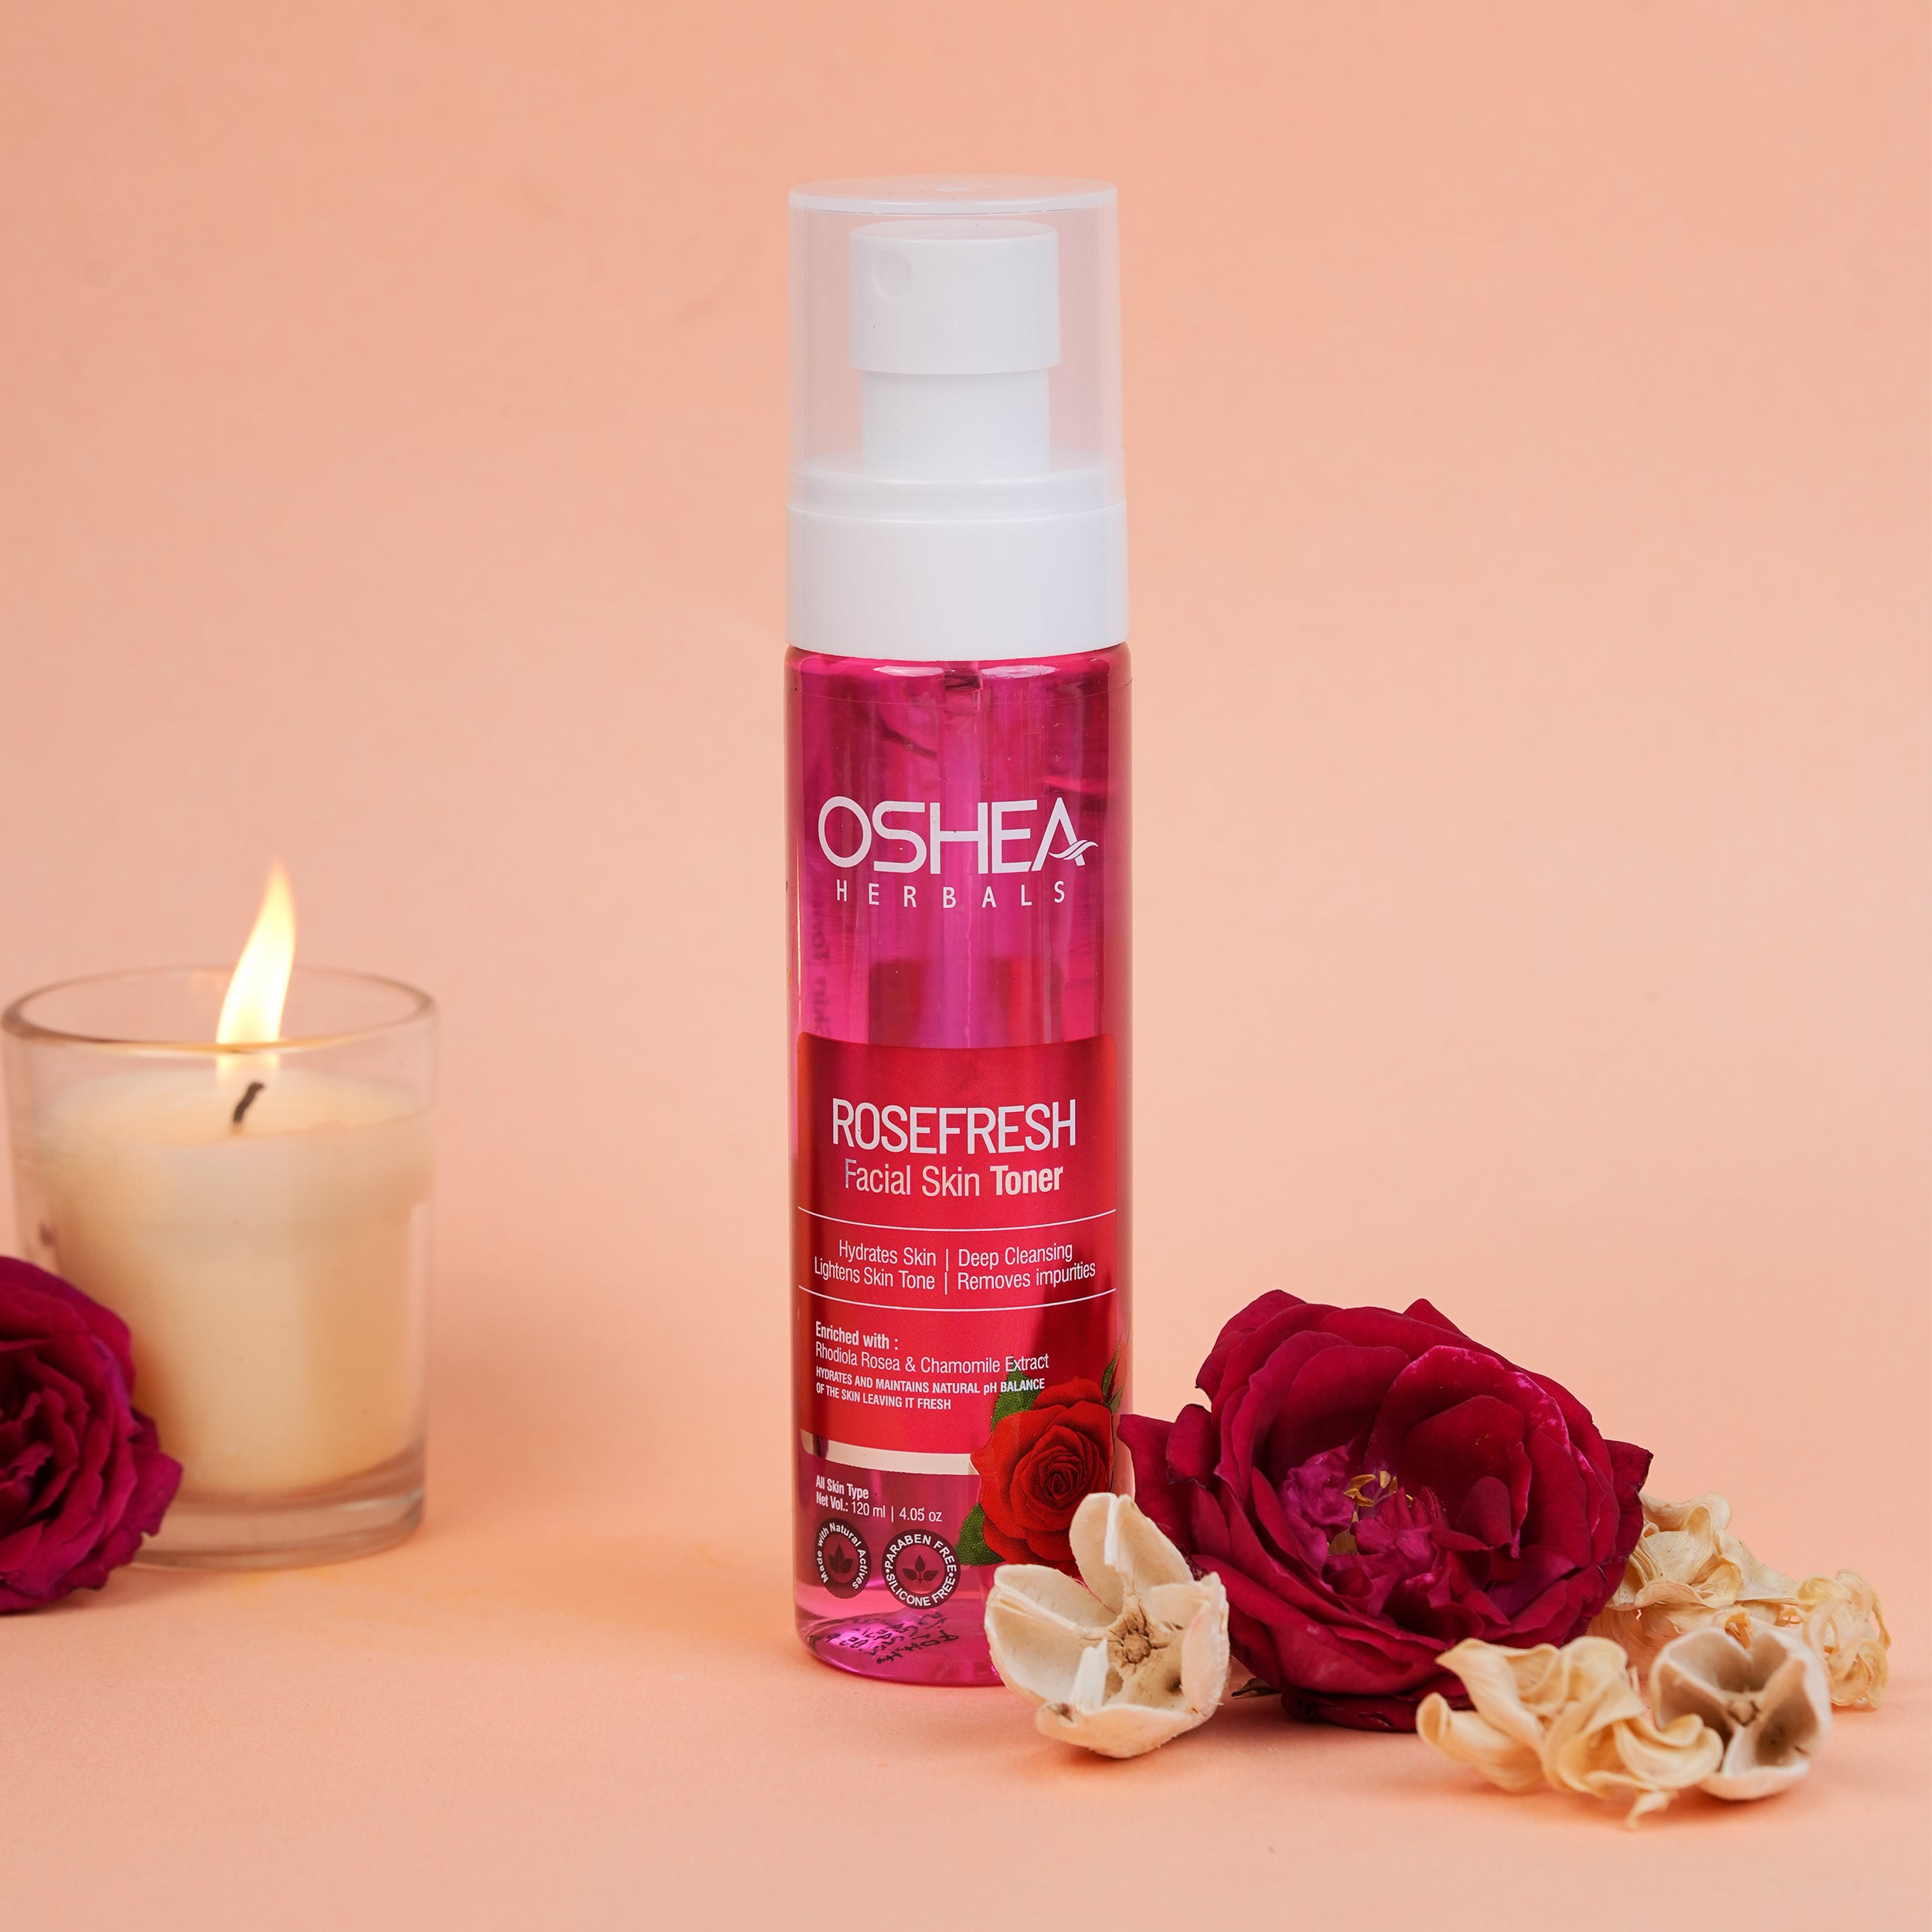 OSHEA
HERBALS
ROSEFRESH
Facial Skin Toner
Hydrates Skin | Deep Cleansing
Lightens Skin Tone | Removes impurities
Enriched with :
Rhodiola Rosea & Chamomile Extract
HYDRATES AND MAINTAINS NATURAL pH BALANCE
OF THE SKIN LEAVING IT FRESH
All Skin Type
Net Vol.: 120 ml | 4.05 oz
Made with Natural Actives
•PARABEN FREE•
SILICONE FREE